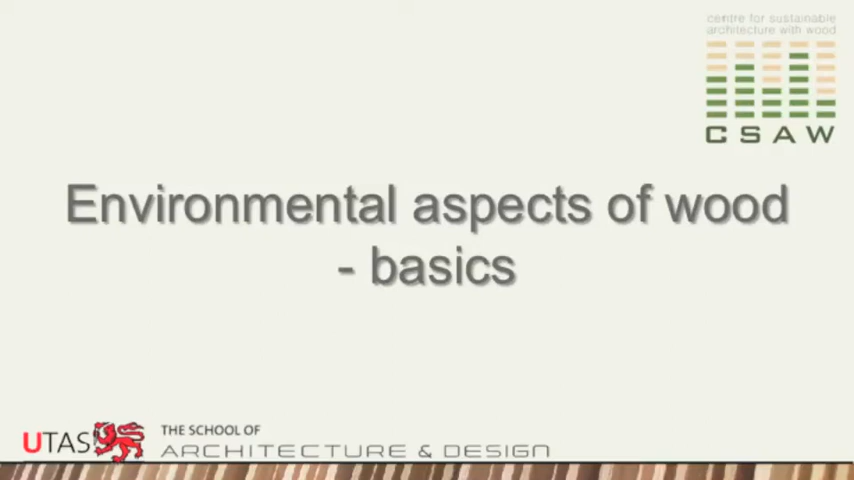 centre for sustainable
architecture with wood
CSAW
Environmental aspects of wood
- basics
UTAS
THE SCHOOL OF
ARCHITECTURE & DESIGN